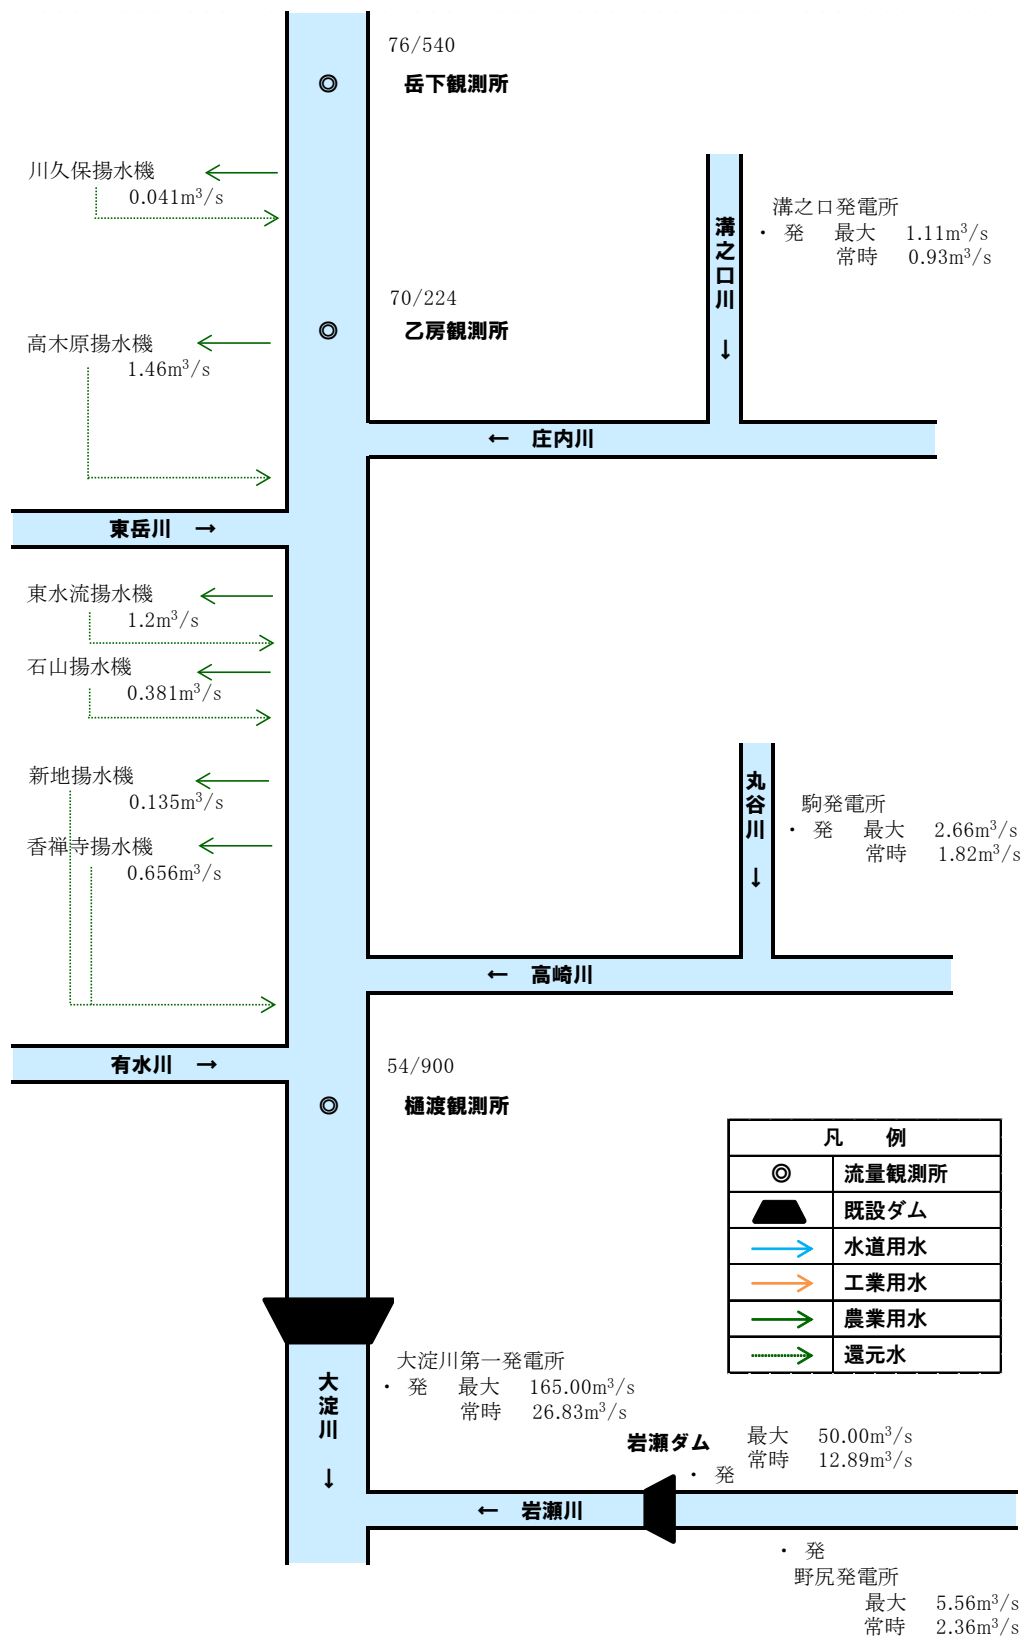 76/540
◎ 岳下観測所
川久保揚水機
0.041m³/s
溝之口発電所
・ 発 最大 1.11m³/s
常時 0.93m³/s
溝之口川 ↓
70/224
◎ 乙房観測所
高木原揚水機
1.46m³/s
← 庄内川
東岳川 →
東水流揚水機
1.2m³/s
石山揚水機
0.381m³/s
新地揚水機
0.135m³/s
香禅寺揚水機
0.656m³/s
丸谷川 ↓
駒発電所
・ 発 最大 2.66m³/s
常時 1.82m³/s
← 高崎川
有水川 →
54/900
◎ 樋渡観測所
凡 例
◎ 流量観測所
既設ダム
水道用水
工業用水
農業用水
還元水
大淀川 ↓
大淀川第一発電所
・ 発 最大 165.00m³/s
常時 26.83m³/s
岩瀬ダム
最大 50.00m³/s
常時 12.89m³/s
・ 発
← 岩瀬川
・ 発
野尻発電所
最大 5.56m³/s
常時 2.36m³/s